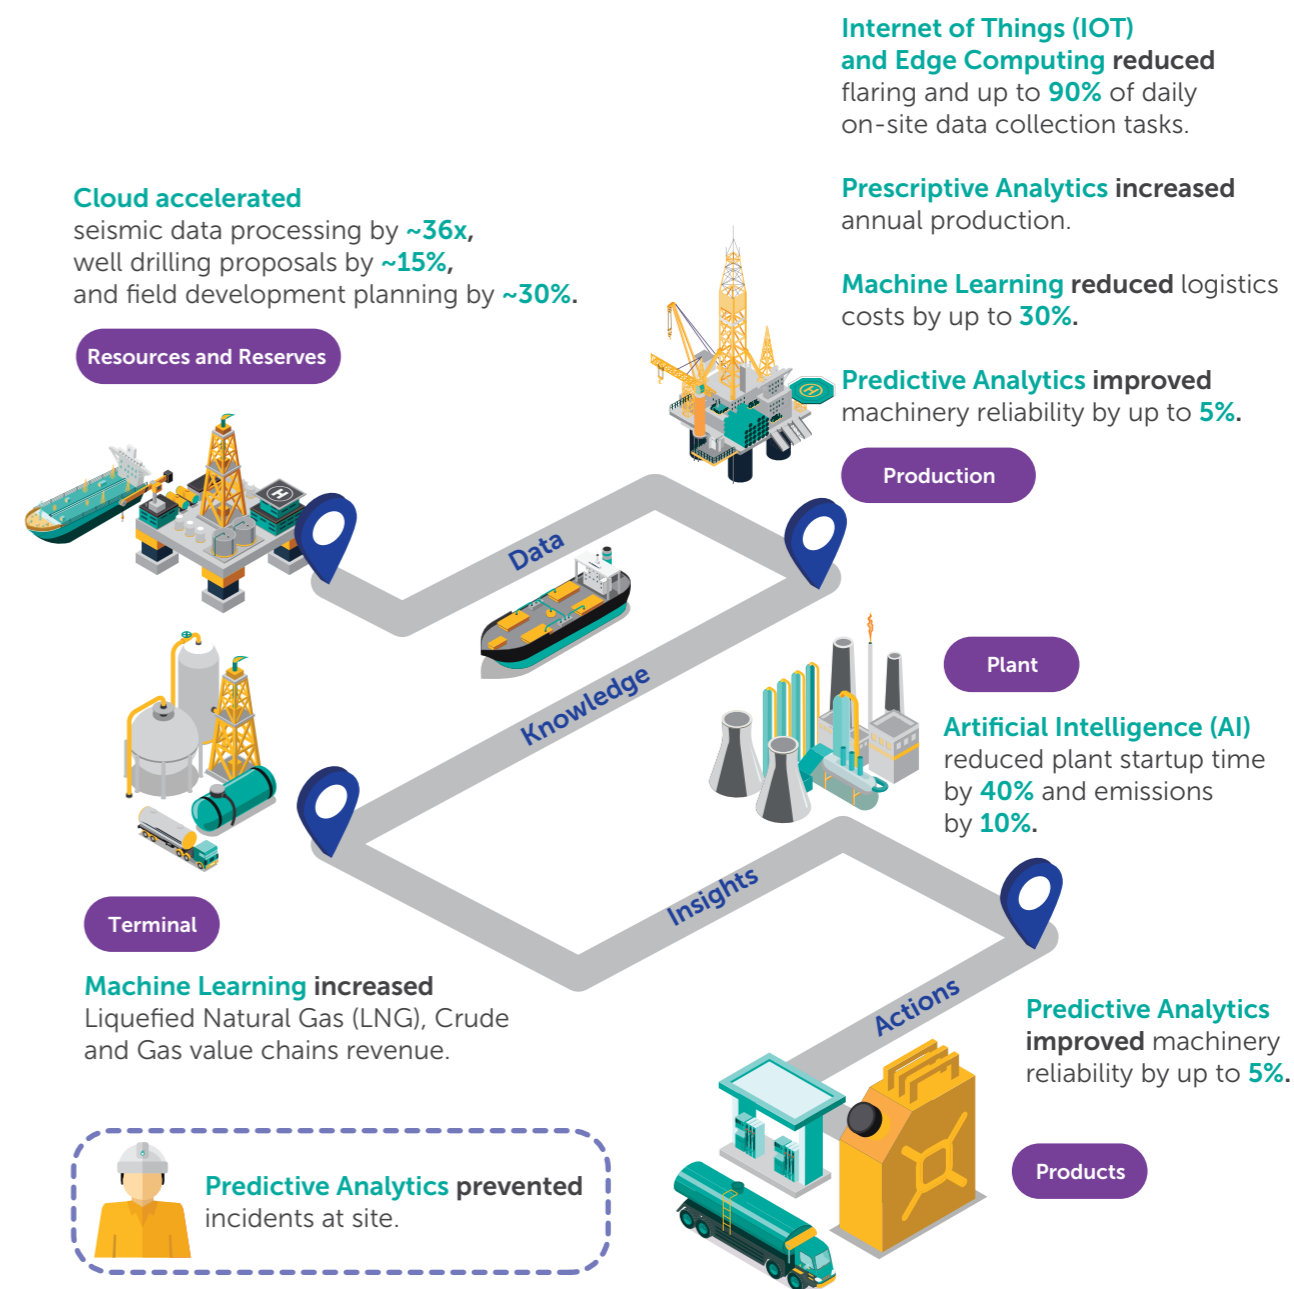 Internet of Things (IOT)
and Edge Computing reduced
flaring and up to 90% of daily
on-site data collection tasks.
Prescriptive Analytics increased
annual production.
Machine Learning reduced logistics
costs by up to 30%.
Predictive Analytics improved
machinery reliability by up to 5%.
Production
Cloud accelerated
seismic data processing by ~36x,
well drilling proposals by ~15%,
and field development planning by ~30%.
Resources and Reserves
H
H
Data
Knowledge
Plant
Artificial Intelligence (AI)
reduced plant startup time
by 40% and emissions
by 10%.
Insights
Terminal
Machine Learning increased
Liquefied Natural Gas (LNG), Crude
and Gas value chains revenue.
Actions
Predictive Analytics
improved machinery
reliability by up to 5%.
Products
Predictive Analytics prevented
incidents at site.